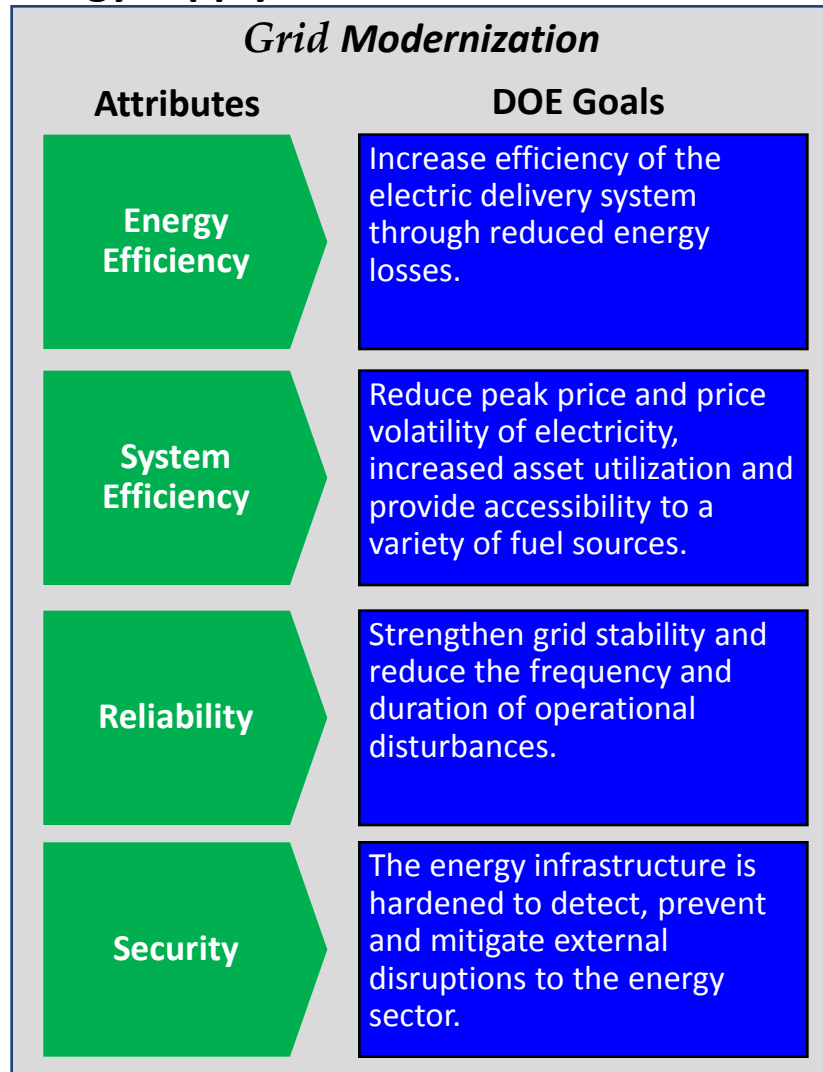 Grid Modernization
Attributes
DOE Goals
Energy
Efficiency
Increase efficiency of the
electric delivery system
through reduced energy
losses.
System
Efficiency
Reduce peak price and price
volatility of electricity,
increased asset utilization and
provide accessibility to a
variety of fuel sources.
Reliability
Strengthen grid stability and
reduce the frequency and
duration of operational
disturbances.
Security
The energy infrastructure is
hardened to detect, prevent
and mitigate external
disruptions to the energy
sector.